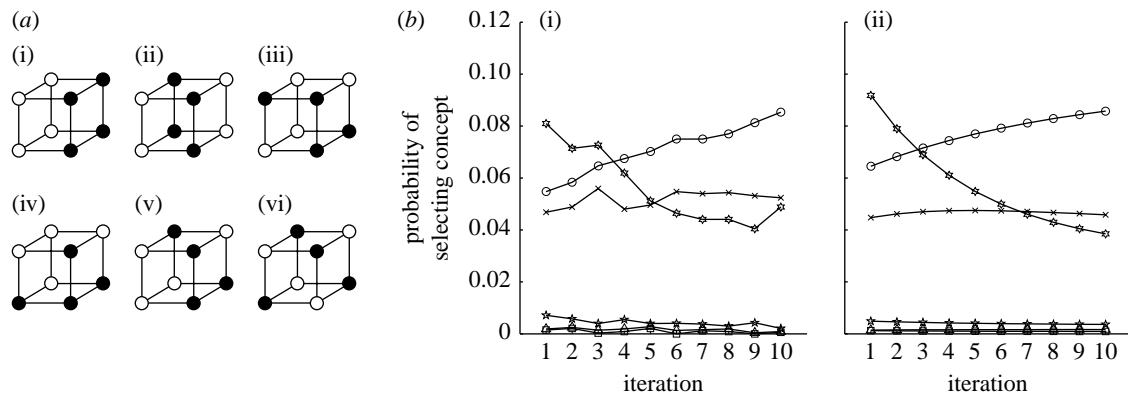 (a)
(i) (ii) (iii)
(iv) (v) (vi)
(b) (i) (ii)
probability of
selecting concept
0.12
0.10
0.08
0.06
0.04
0.02
0
1 2 3 4 5 6 7 8 9 10
iteration
1 2 3 4 5 6 7 8 9 10
iteration